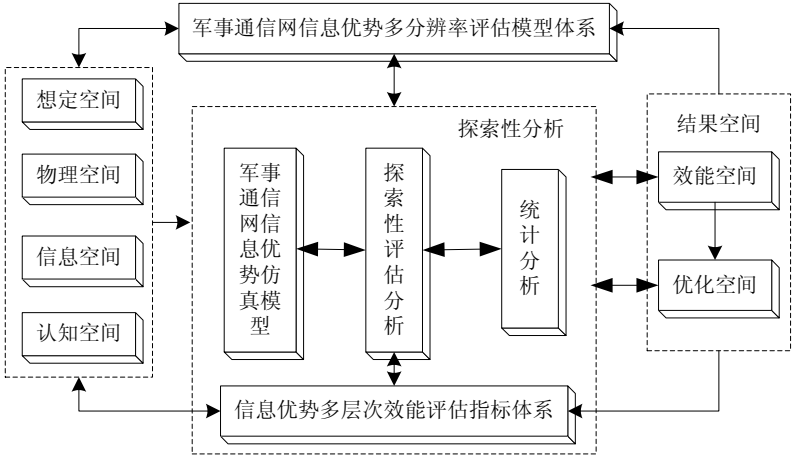 军事通信网信息优势多分辨率评估模型体系
想定空间
物理空间
信息空间
认知空间
探索性分析
军事
通信
网信
息优
势仿
真模
型
探
索
性
评
估
分
析
统
计
分
析
信息优势多层次效能评估指标体系
结果空间
效能空间
优化空间